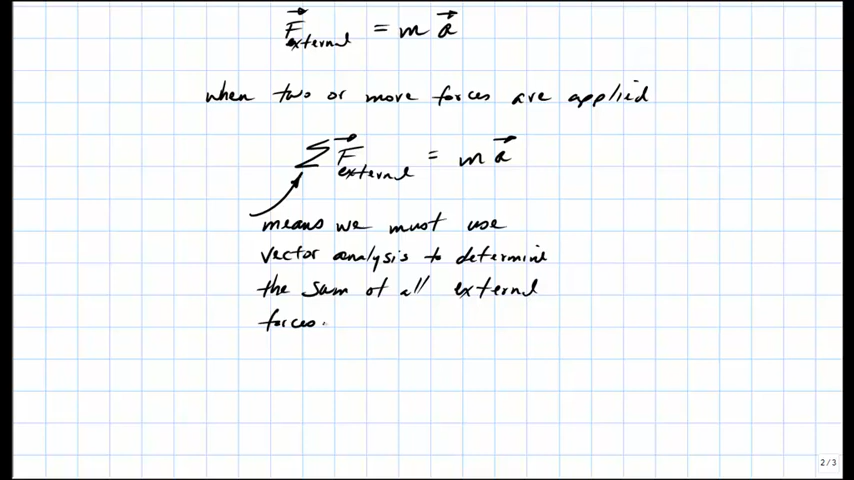 F⃗external = m a⃗
when two or more forces are applied
∑ F⃗external = m a⃗
means we must use
vector analysis to determine
the sum of all external
forces.
2/3